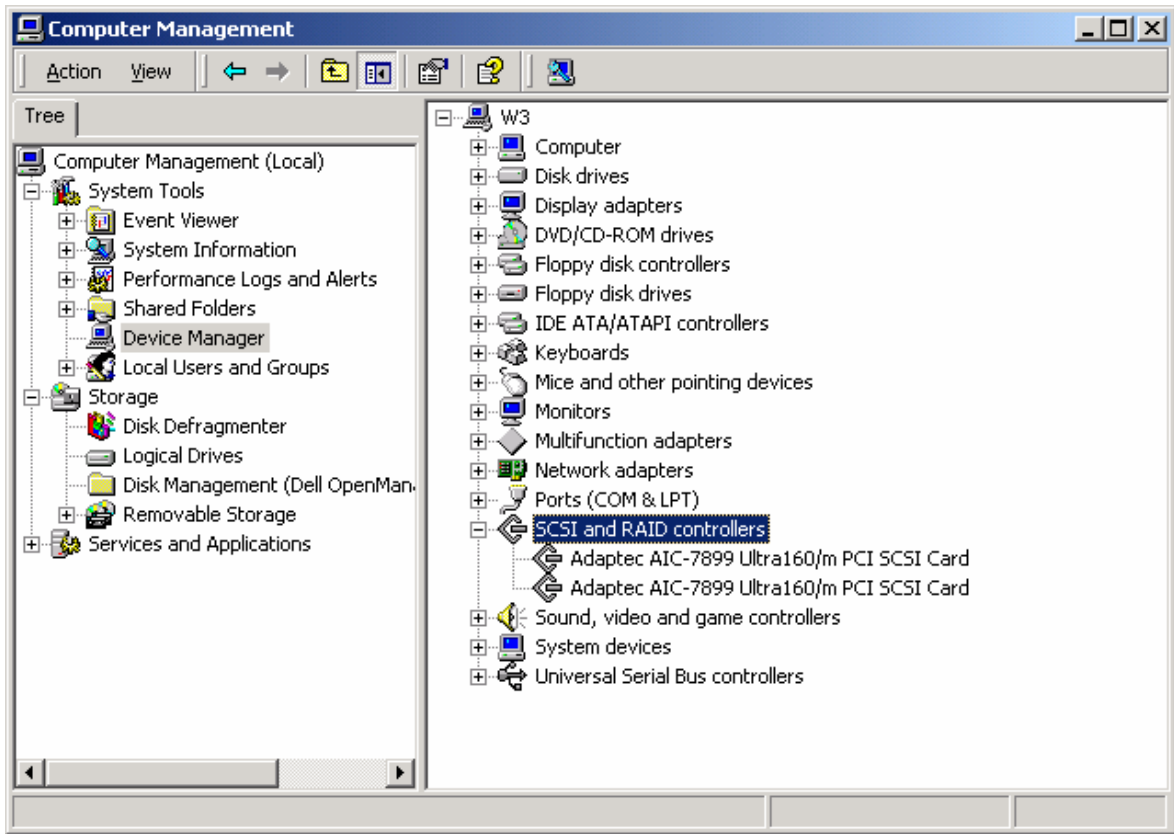 Computer Management
Action View
Tree
Computer Management (Local)
System Tools
Event Viewer
System Information
Performance Logs and Alerts
Shared Folders
Device Manager
Local Users and Groups
Storage
Disk Defragmenter
Logical Drives
Disk Management (Dell OpenMan
Removable Storage
Services and Applications
W3
Computer
Disk drives
Display adapters
DVD/CD-ROM drives
Floppy disk controllers
Floppy disk drives
IDE ATA/ATAPI controllers
Keyboards
Mice and other pointing devices
Monitors
Multifunction adapters
Network adapters
Ports (COM & LPT)
SCSI and RAID controllers
Adaptec AIC-7899 Ultra160/m PCI SCSI Card
Adaptec AIC-7899 Ultra160/m PCI SCSI Card
Sound, video and game controllers
System devices
Universal Serial Bus controllers